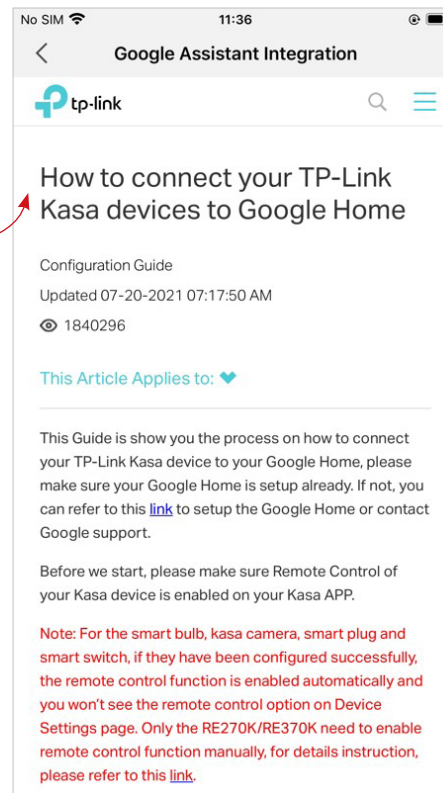 No SIM 11:36
Google Assistant Integration
tp-link
How to connect your TP-Link
Kasa devices to Google Home
Configuration Guide
Updated 07-20-2021 07:17:50 AM
1840296
This Article Applies to:
This Guide is show you the process on how to connect
your TP-Link Kasa device to your Google Home, please
make sure your Google Home is setup already. If not, you
can refer to this link to setup the Google Home or contact
Google support.
Before we start, please make sure Remote Control of
your Kasa device is enabled on your Kasa APP.
Note: For the smart bulb, kasa camera, smart plug and
smart switch, if they have been configured successfully,
the remote control function is enabled automatically and
you won't see the remote control option on Device
Settings page. Only the RE270K/RE370K need to enable
remote control function manually, for details instruction,
please refer to this link.